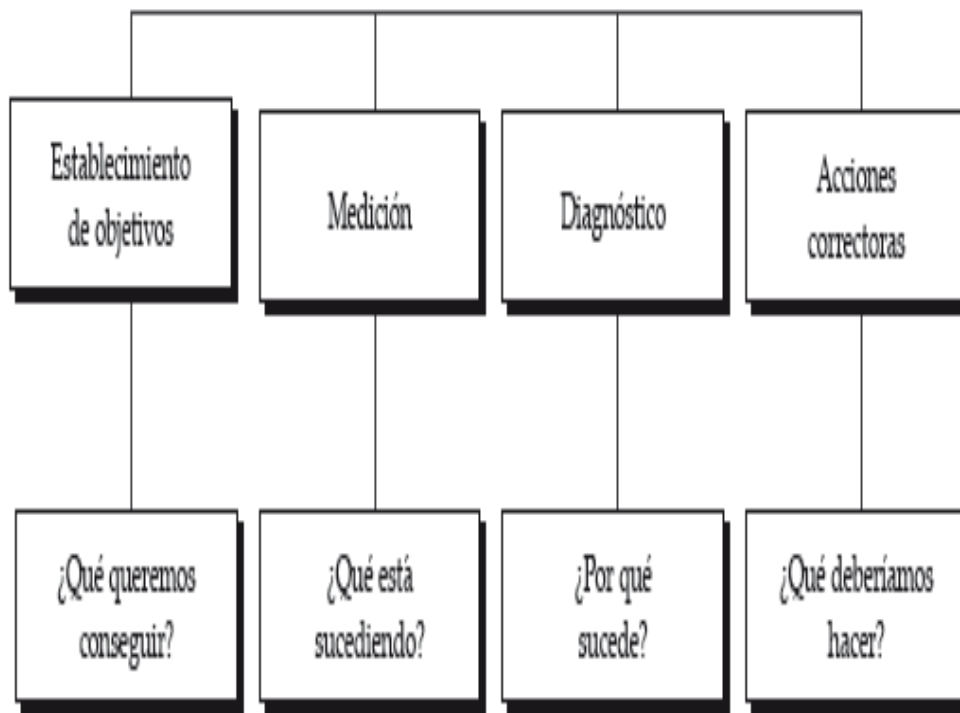 Establecimiento
de objetivos
Medición
Diagnóstico
Acciones
correctoras
¿Qué queremos
conseguir?
¿Qué está
sucediendo?
¿Por qué
sucede?
¿Qué deberíamos
hacer?